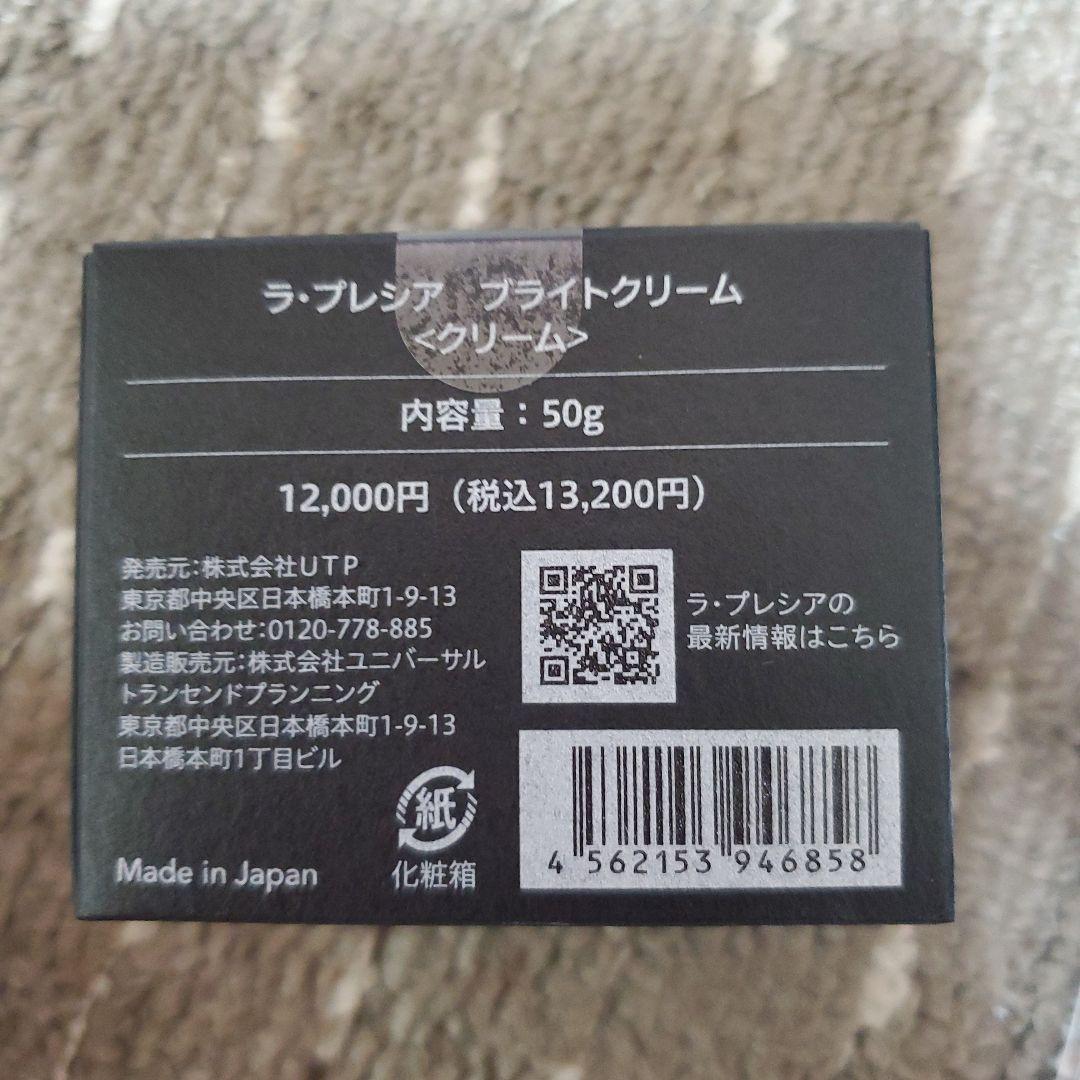 ラ・プレシア　ブライトクリーム
<クリーム>
内容量：50g
12,000円（税込13,200円）
発売元：株式会社UTP
東京都中央区日本橋本町1-9-13
お問い合わせ：0120-778-885
製造販売元：株式会社ユニバーサル
トランセンドプランニング
東京都中央区日本橋本町1-9-13
日本橋本町1丁目ビル
ラ・プレシアの
最新情報はこちら
紙
化粧箱
Made in Japan
4 562153 946858